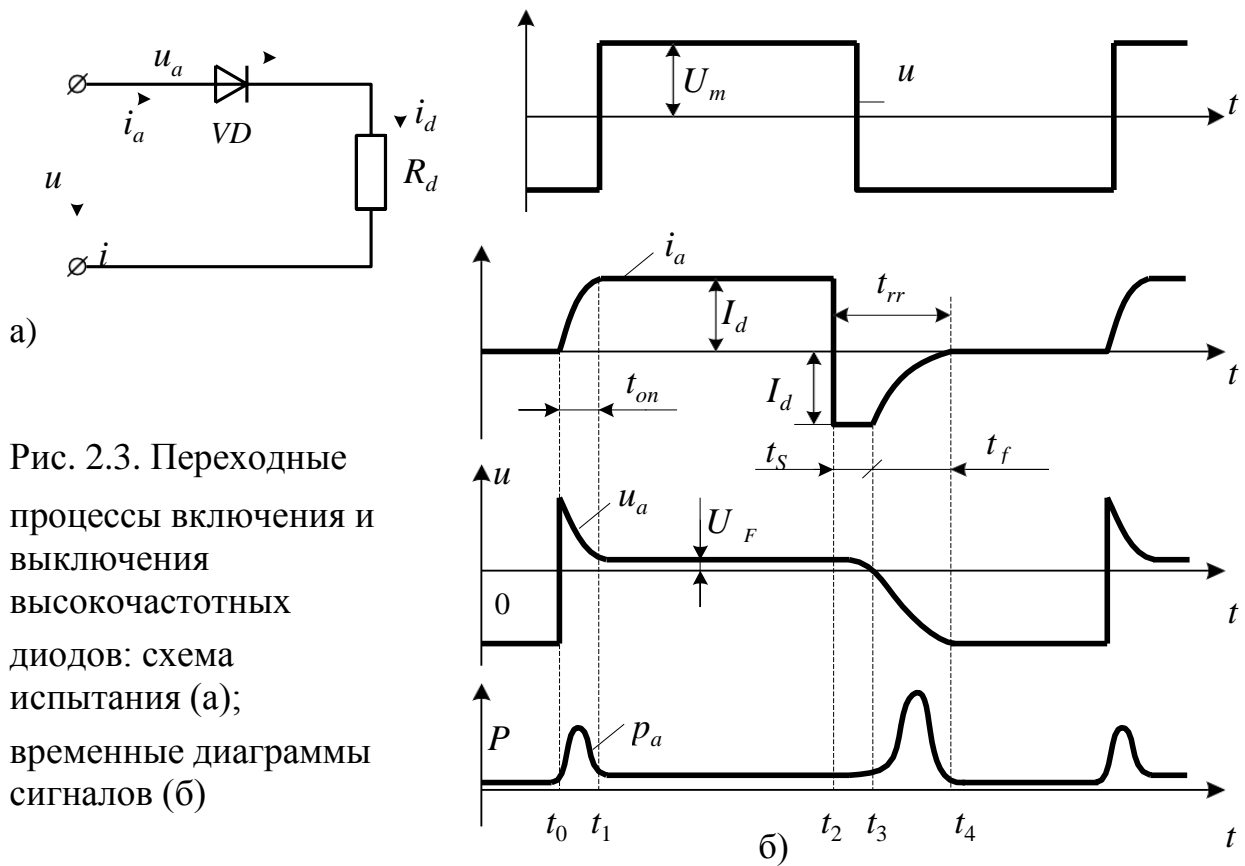 u_a
i_a
VD
i_d
R_d
u
i
а)
U_m
u
t
i_a
t_rr
I_d
t_on
I_d
t
t_S
t_f
u
u_a
U_F
0
t
P
p_a
t_0 t_1 t_2 t_3 t_4 t
б)
Рис. 2.3. Переходные
процессы включения и
выключения
высокочастотных
диодов: схема
испытания (а);
временные диаграммы
сигналов (б)